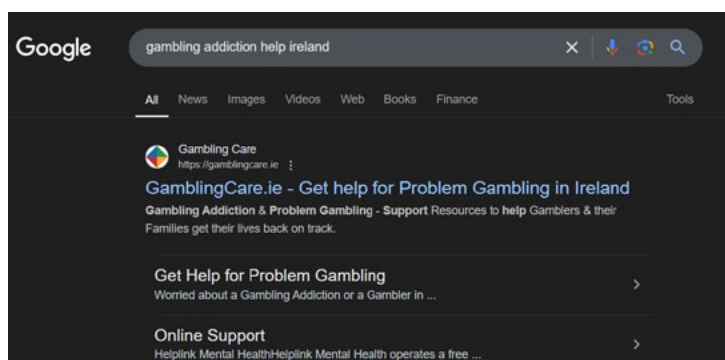 Google
gambling addiction help ireland
All News Images Videos Web Books Finance Tools
Gambling Care
https://gamblingcare.ie
GamblingCare.ie - Get help for Problem Gambling in Ireland
Gambling Addiction & Problem Gambling - Support Resources to help Gamblers & their
Families get their lives back on track.
Get Help for Problem Gambling
Worried about a Gambling Addiction or a Gambler in ...
Online Support
Helplink Mental HealthHelplink Mental Health operates a free ...